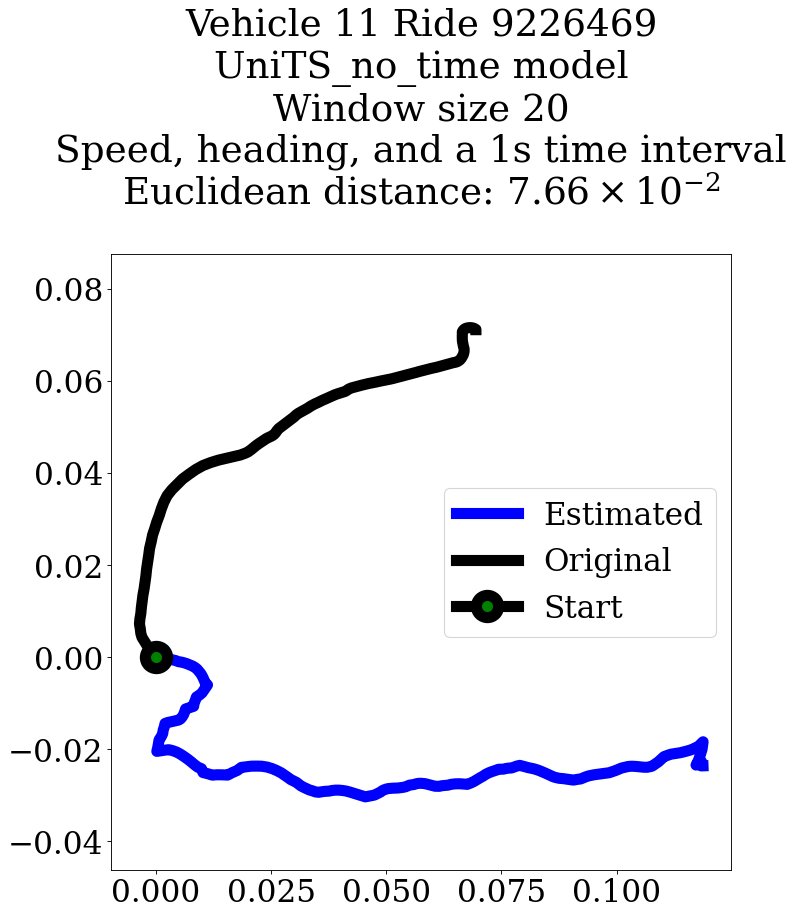 Vehicle 11 Ride 9226469
UniTS_no_time model
Window size 20
Speed, heading, and a 1s time interval
Euclidean distance: 7.66 × 10⁻²
0.08
0.06
0.04
0.02
0.00
−0.02
−0.04
Estimated
Original
Start
0.000 0.025 0.050 0.075 0.100